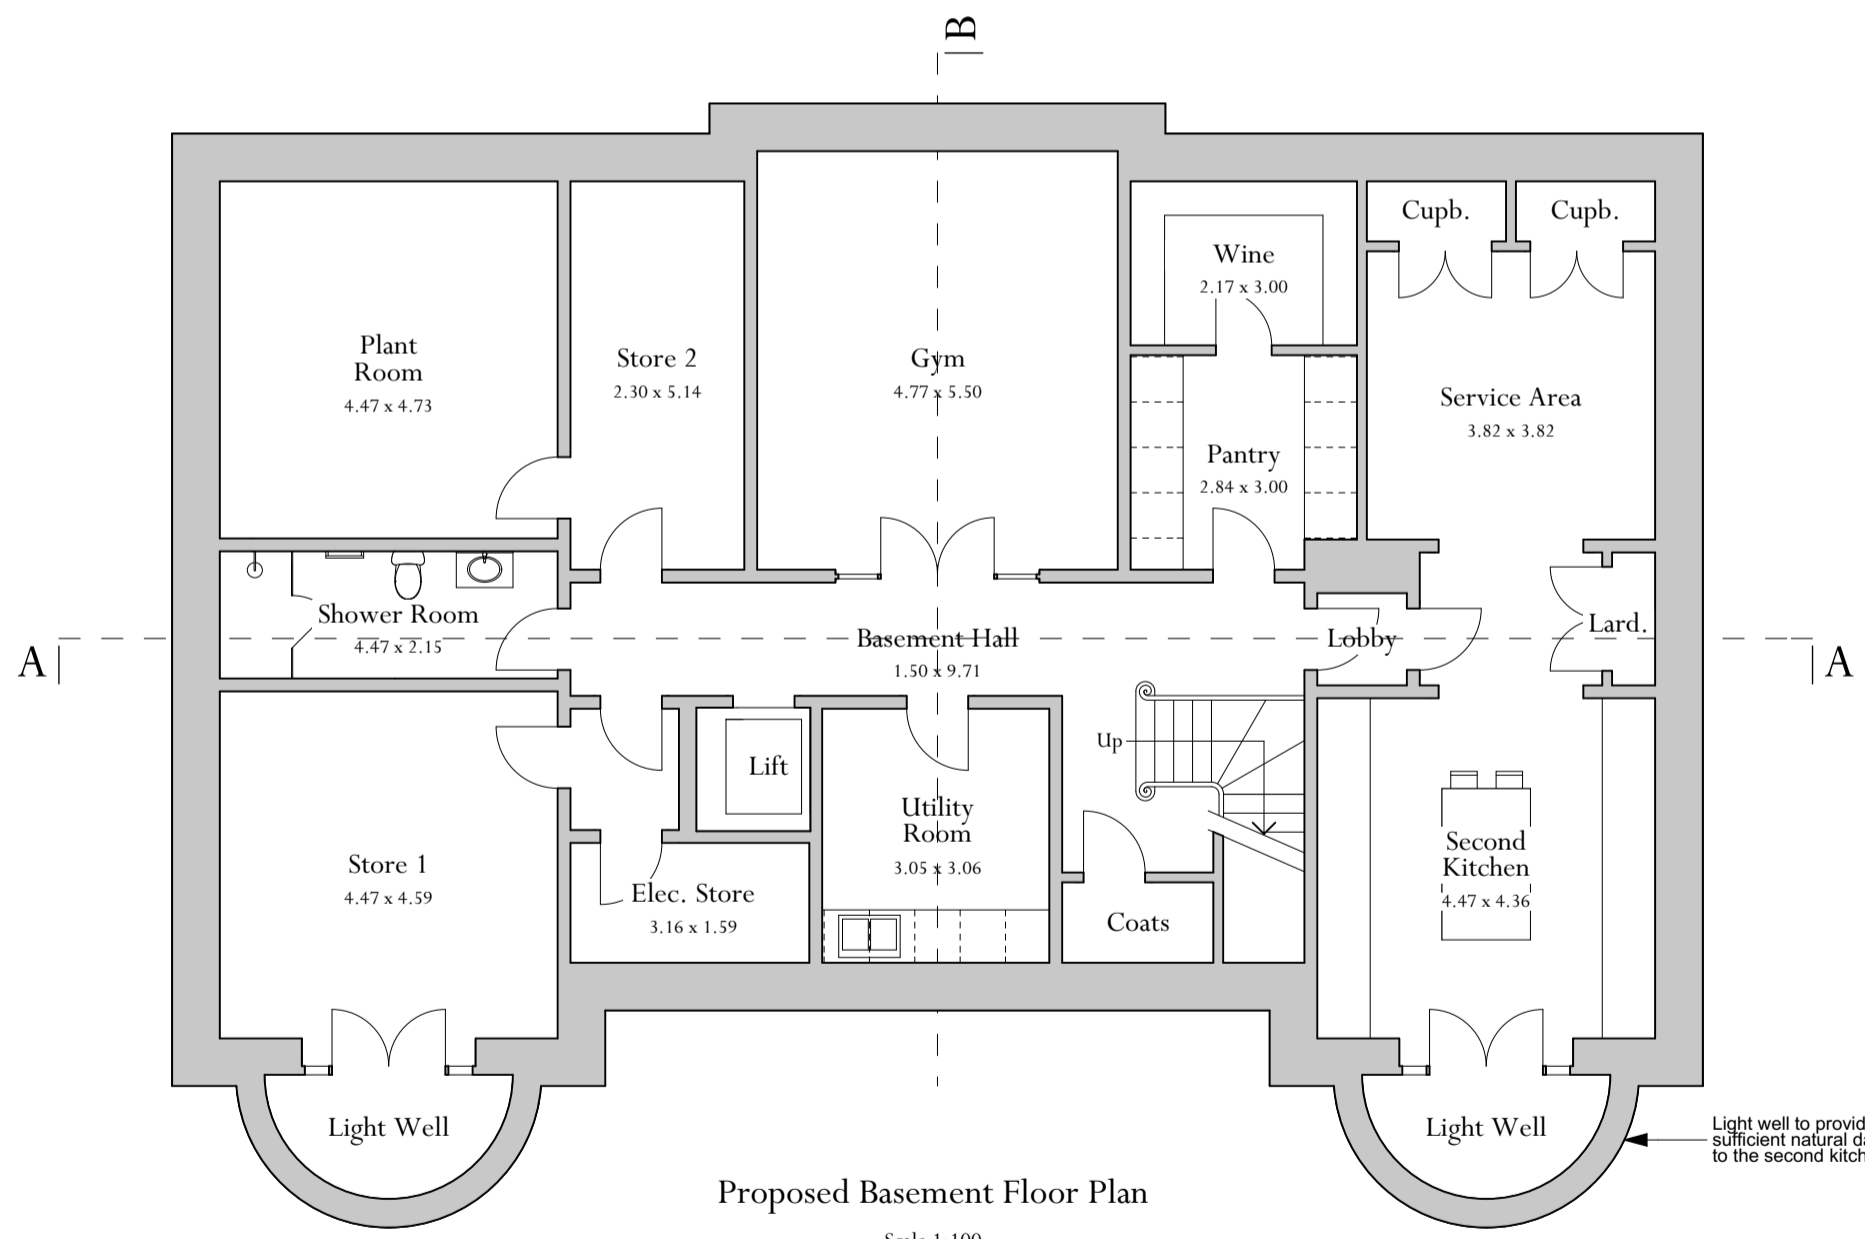 B
Cupb.
Cupb.
Wine
2.17 x 3.00
Plant
Room
4.47 x 4.73
Store 2
2.30 x 5.14
Gym
4.77 x 5.50
Service Area
3.82 x 3.82
Pantry
2.84 x 3.00
Shower Room
4.47 x 2.15
Basement Hall
1.50 x 9.71
Lobby
Lard.
A
A
Up
Lift
Utility
Room
3.05 x 3.06
Store 1
4.47 x 4.59
Elec. Store
3.16 x 1.59
Coats
Second
Kitchen
4.47 x 4.36
Light Well
Light Well
Light well to provid
sufficient natural da
to the second kitch
Proposed Basement Floor Plan
Scale 1:100